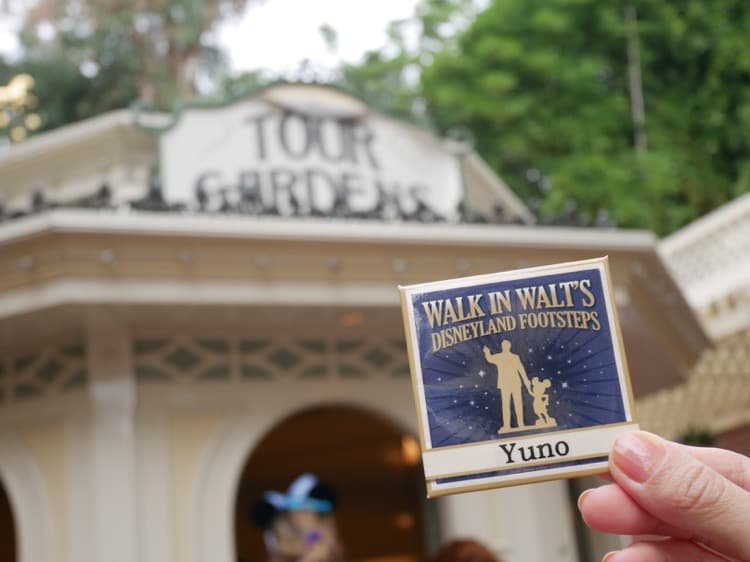 TOUR
GARDENS
WALK IN WALT'S
DISNEYLAND FOOTSTEPS
Yuno